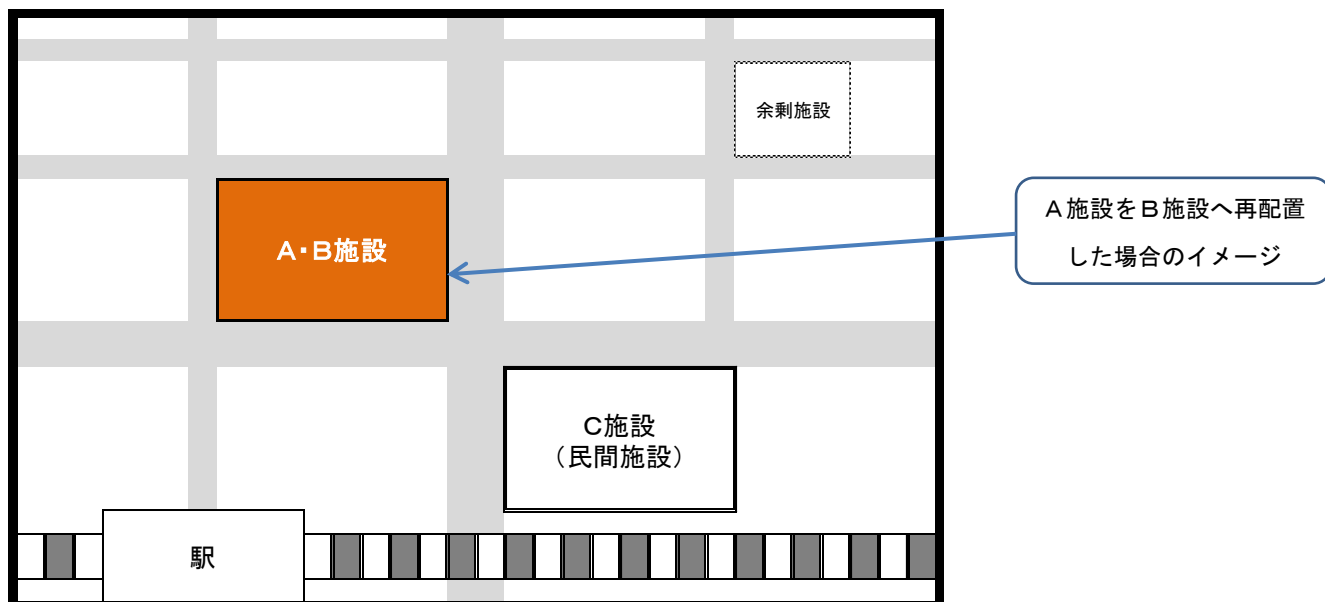 余剰施設
A・B施設
A施設をB施設へ再配置
した場合のイメージ
C施設
（民間施設）
駅